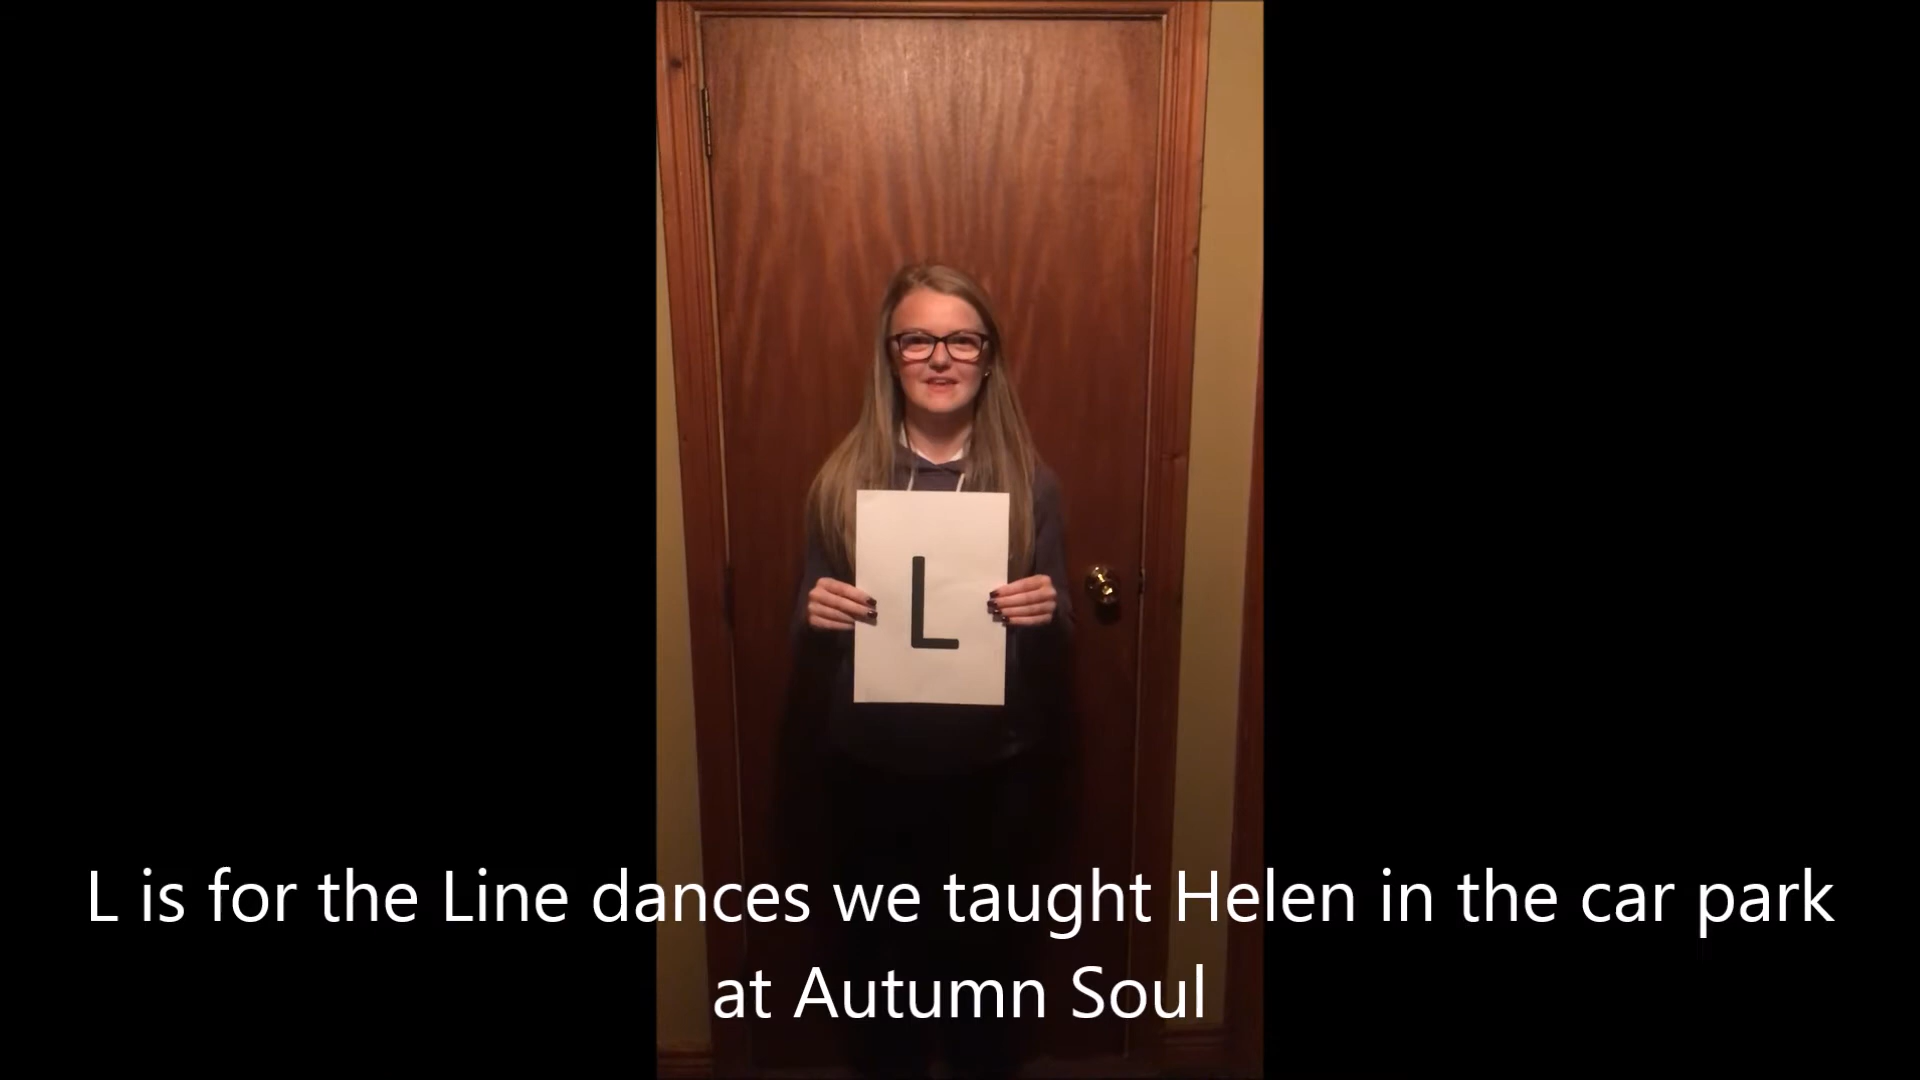 L
L is for the Line dances we taught Helen in the car park
at Autumn Soul